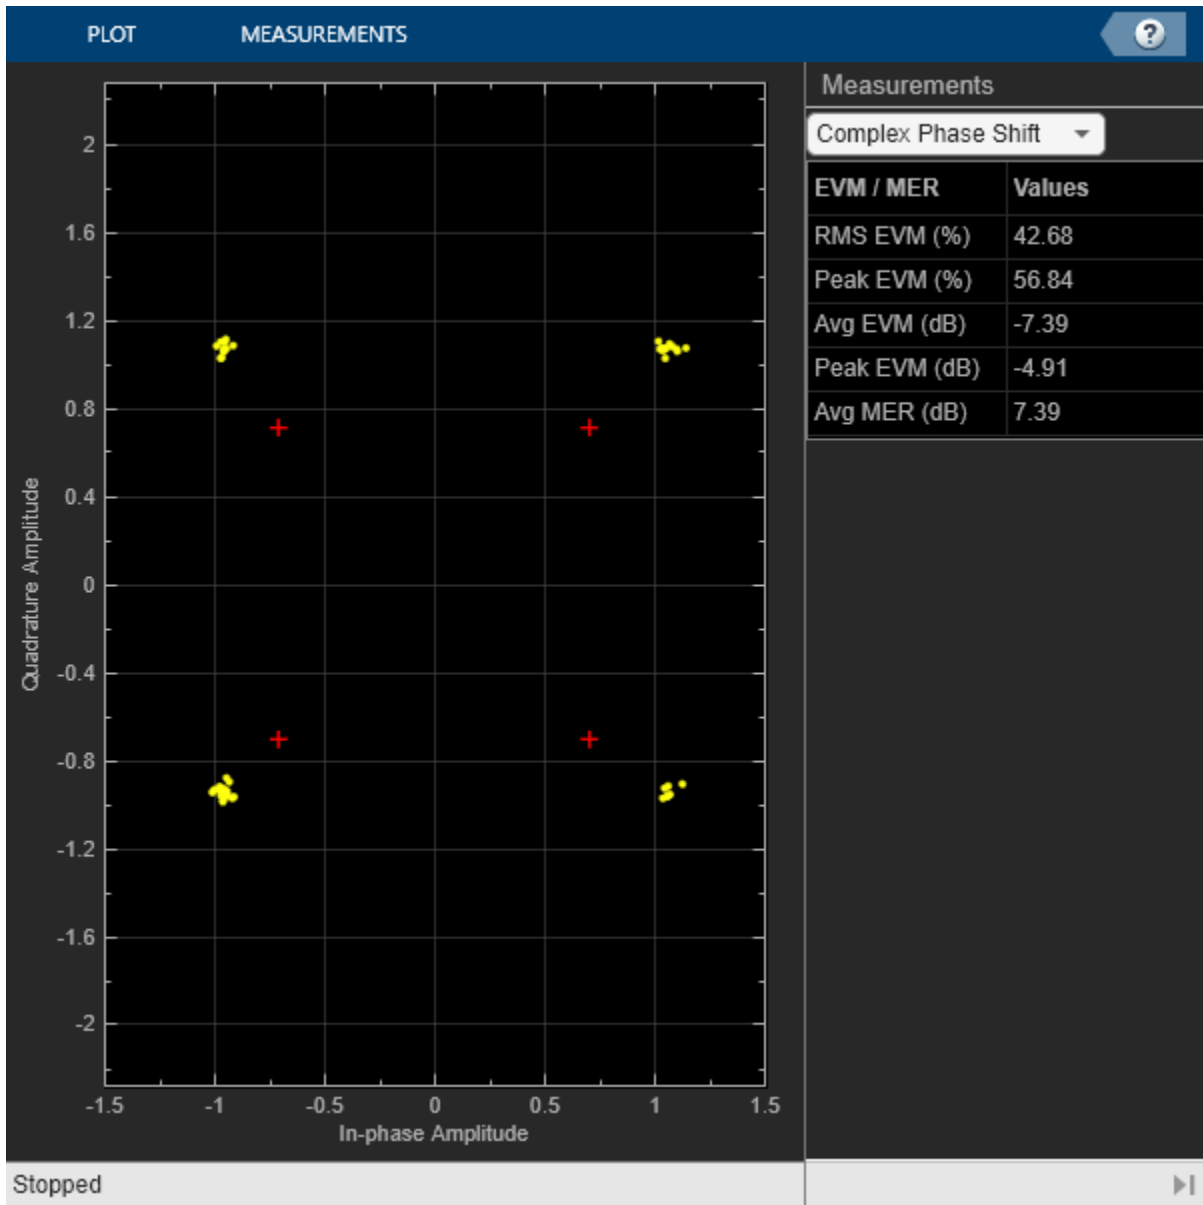 PLOT MEASUREMENTS ?
Measurements
Complex Phase Shift
EVM / MER Values
RMS EVM (%) 42.68
Peak EVM (%) 56.84
Avg EVM (dB) -7.39
Peak EVM (dB) -4.91
Avg MER (dB) 7.39
Quadrature Amplitude
2
1.6
1.2
0.8
0.4
0
-0.4
-0.8
-1.2
-1.6
-2
-1.5 -1 -0.5 0 0.5 1 1.5
In-phase Amplitude
Stopped